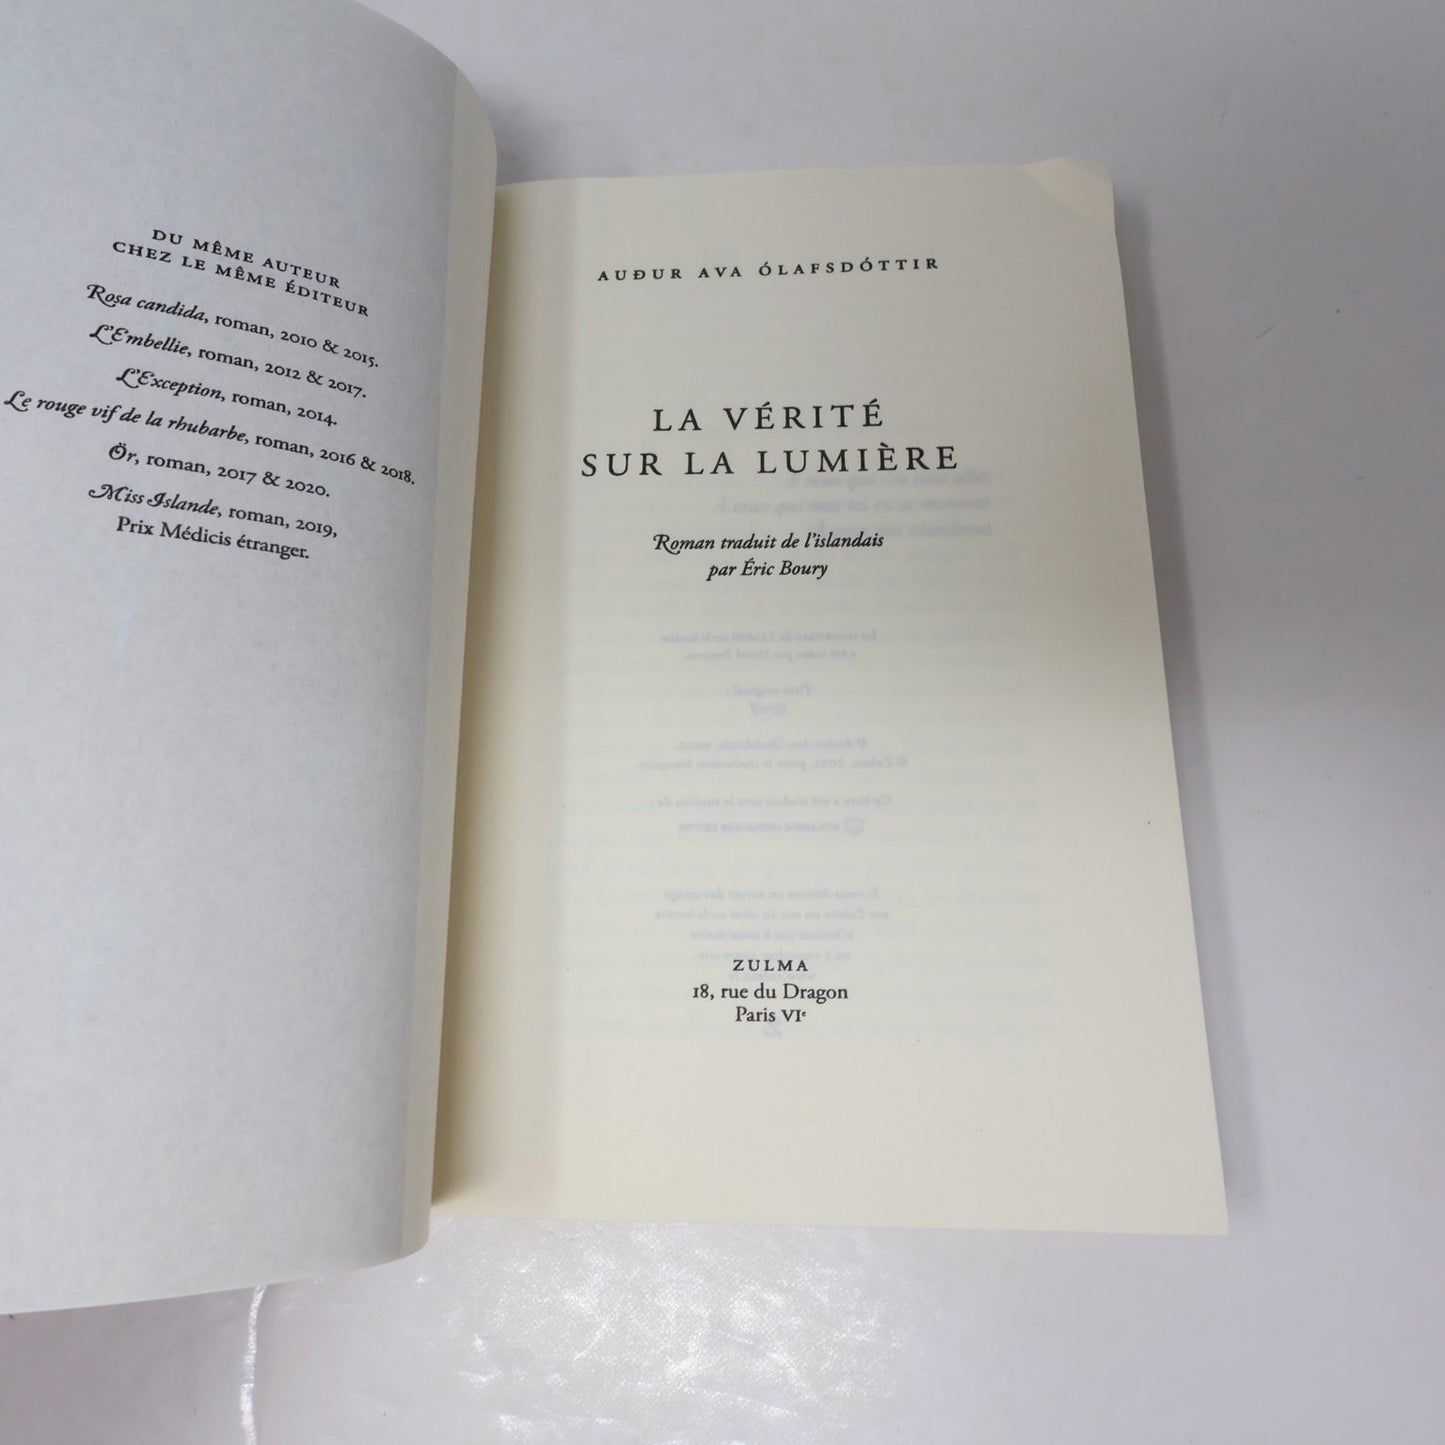 DU MÊME AUTEUR
CHEZ LE MÊME ÉDITEUR
Rosa candida, roman, 2010 & 2015.
L'Embellie, roman, 2012 & 2017.
L'Exception, roman, 2014.
Le rouge vif de la rhubarbe, roman, 2016 & 2018.
Ör, roman, 2017 & 2020.
Miss Islande, roman, 2019,
Prix Médicis étranger.
AUÐUR AVA ÓLAFSDÓTTIR
LA VÉRITÉ
SUR LA LUMIÈRE
Roman traduit de l'islandais
par Éric Boury
ZULMA
18, rue du Dragon
Paris VIe